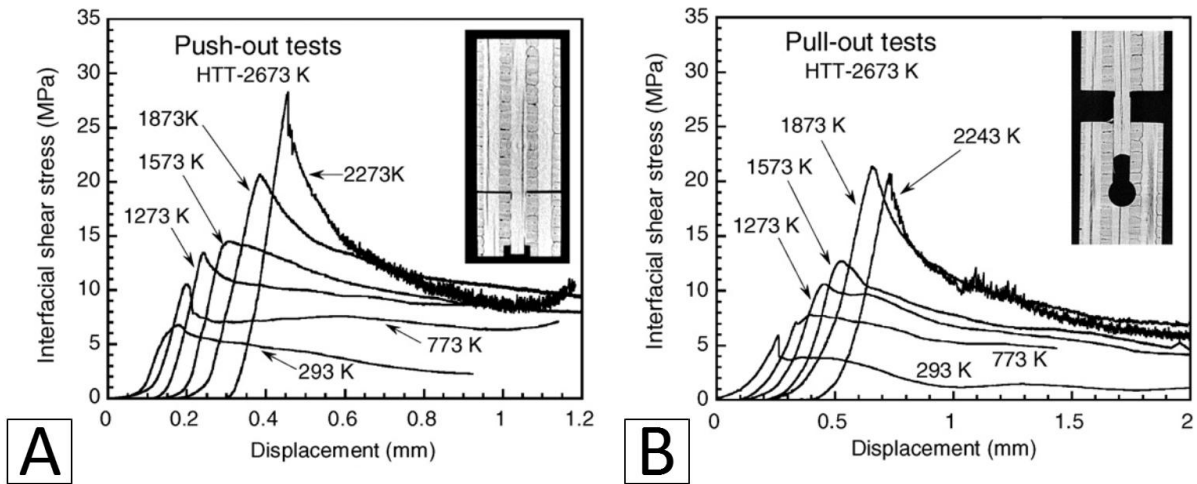 35
30
25
20
15
10
5
0
Interfacial shear stress (MPa)
Push-out tests
HTT-2673 K
1873K
1573 K
1273 K
2273K
773 K
293 K
0
0.2
0.4
0.6
0.8
1
1.2
Displacement (mm)
A
35
30
25
20
15
10
5
0
Interfacial shear stress (MPa)
Pull-out tests
HTT-2673 K
1873 K
1573 K
1273 K
2243 K
773 K
293 K
0
0.5
1
1.5
2
Displacement (mm)
B